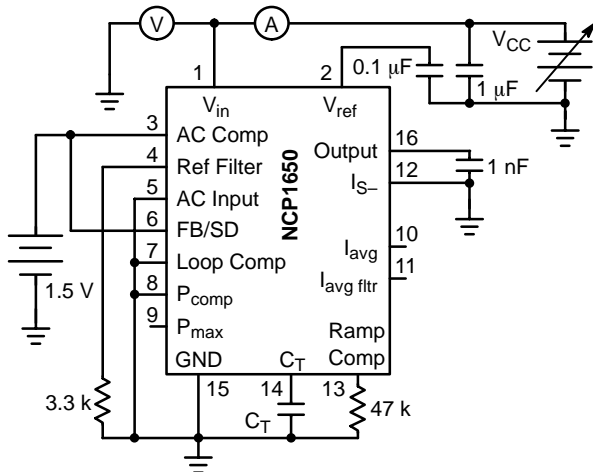 V
A
V_CC
0.1 µF
1 µF
1
2
V_in
V_ref
3
AC Comp
4
Ref Filter
5
AC Input
6
FB/SD
7
Loop Comp
8
P_comp
9
P_max
NCP1650
Output
16
I_S–
12
1 nF
I_avg
10
I_avg fltr
11
Ramp
Comp
GND
C_T
15
14
13
1.5 V
3.3 k
C_T
47 k